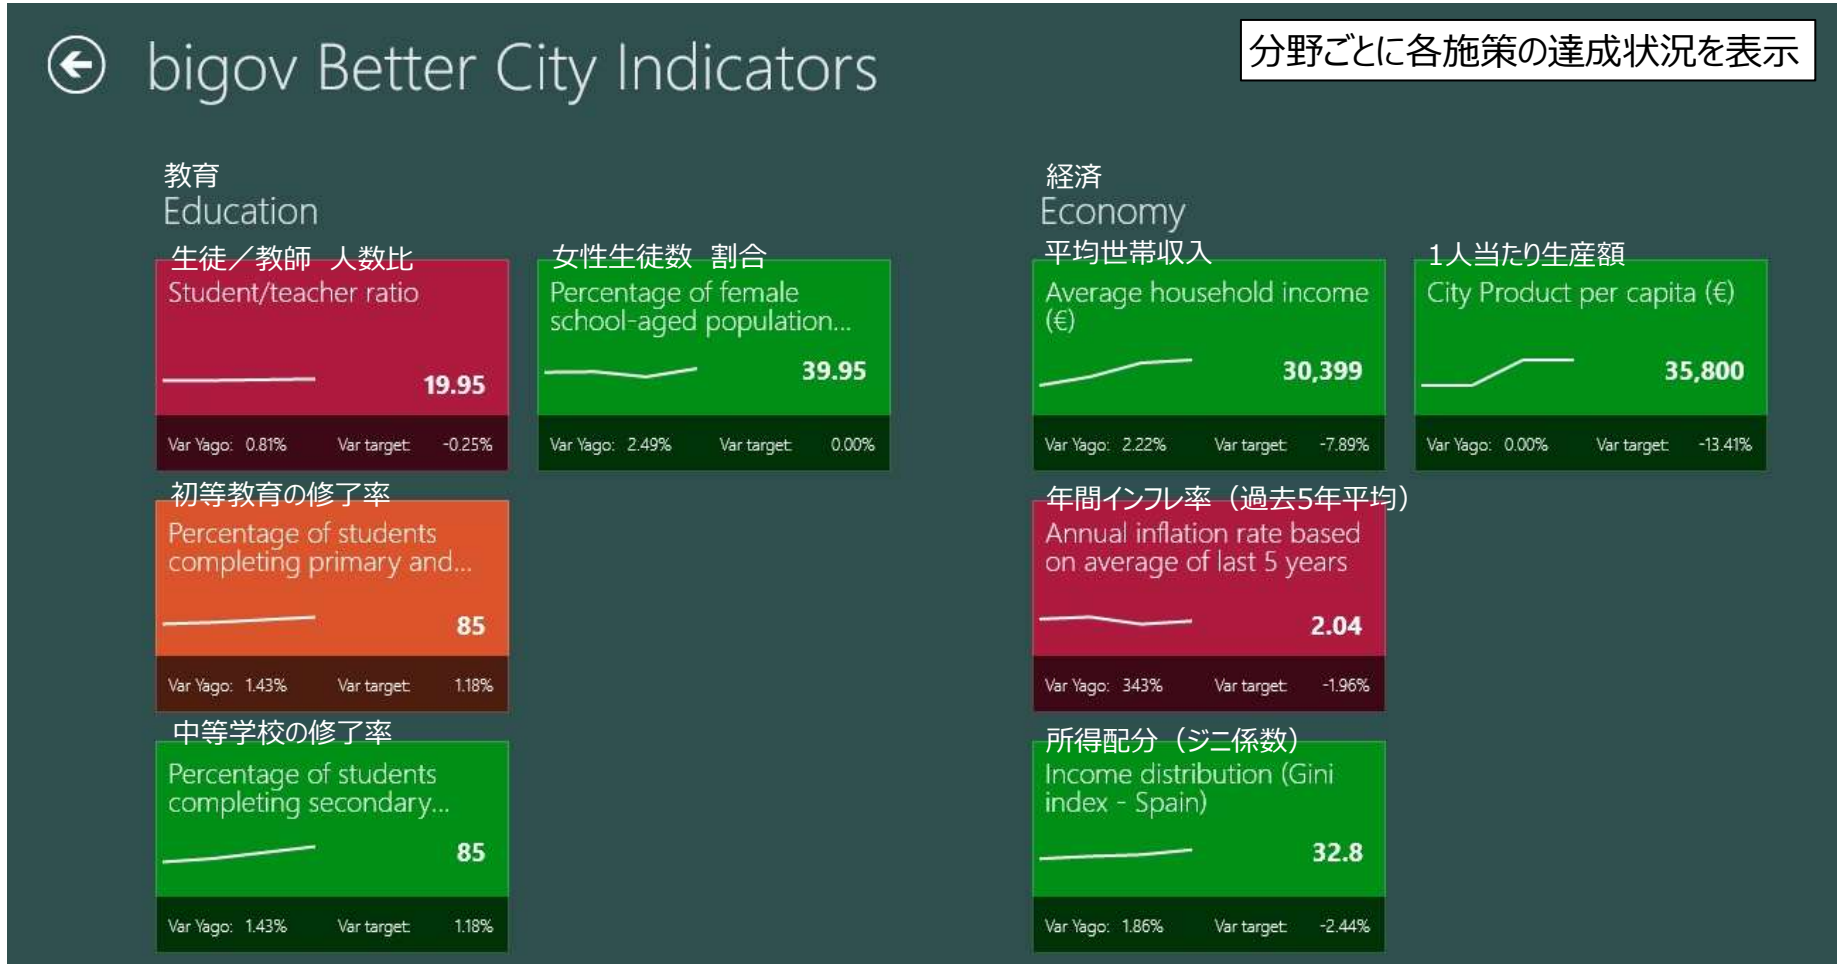 bigov Better City Indicators
分野ごとに各施策の達成状況を表示
教育
Education
生徒／教師 人数比
Student/teacher ratio
19.95
Var Yago: 0.81% Var target: -0.25%
女性生徒数 割合
Percentage of female
school-aged population...
39.95
Var Yago: 2.49% Var target: 0.00%
初等教育の修了率
Percentage of students
completing primary and...
85
Var Yago: 1.43% Var target: 1.18%
中等学校の修了率
Percentage of students
completing secondary...
85
Var Yago: 1.43% Var target: 1.18%
経済
Economy
平均世帯収入
Average household income
(€)
30,399
Var Yago: 2.22% Var target: -7.89%
1人当たり生産額
City Product per capita (€)
35,800
Var Yago: 0.00% Var target: -13.41%
年間インフレ率（過去5年平均）
Annual inflation rate based
on average of last 5 years
2.04
Var Yago: 343% Var target: -1.96%
所得配分（ジニ係数）
Income distribution (Gini
index - Spain)
32.8
Var Yago: 1.86% Var target: -2.44%